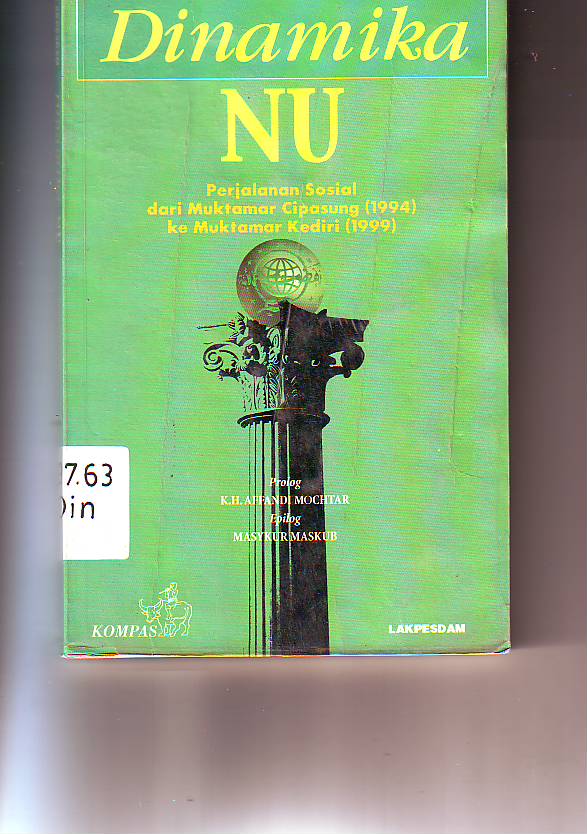 Dinamika
NU
Perjalanan Sosial
dari Muktamar Cipasung (1994)
ke Muktamar Kediri (1999)
Prolog
K.H. AFFANDI MOCHTAR
Epilog
MASYKUR MASKUB
7.63
Din
KOMPAS
LAKPESDAM